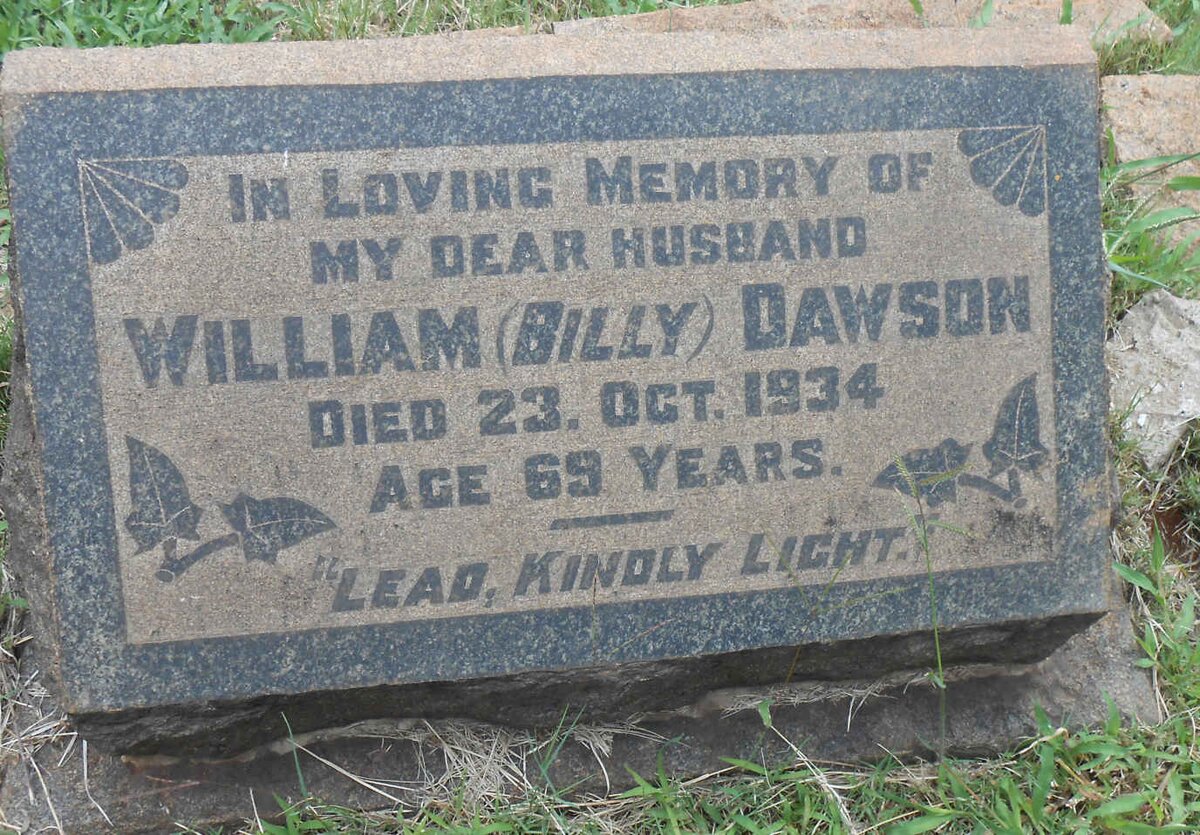 In Loving Memory of
my dear husband
William (Billy) Dawson
Died 23. Oct. 1934
Age 69 Years.
"Lead, Kindly Light."